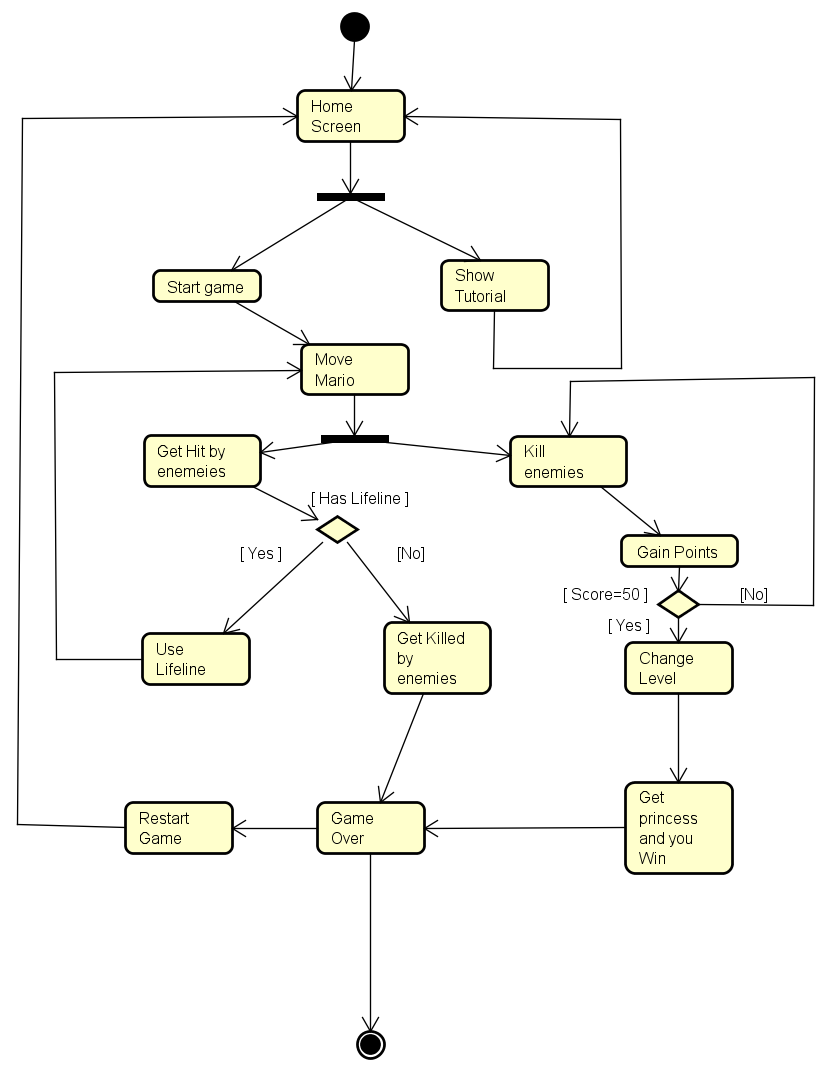 Home
Screen
Start game
Show
Tutorial
Move
Mario
Get Hit by
enemeies
Kill
enemies
[ Has Lifeline ]
[ Yes ]
[No]
Gain Points
[ Score=50 ]
[No]
[ Yes ]
Use
Lifeline
Get Killed
by
enemies
Change
Level
Restart
Game
Game
Over
Get
princess
and you
Win